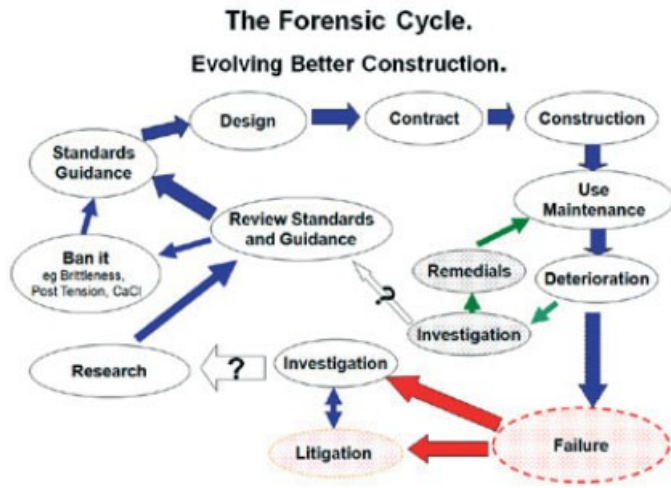 The Forensic Cycle.
Evolving Better Construction.
Design
Contract
Construction
Standards
Guidance
Use
Maintenance
Review Standards
and Guidance
Ban it
eg Brittleness,
Post Tension, CaCl
Remedials
Deterioration
?
Investigation
Research
?
Investigation
Litigation
Failure